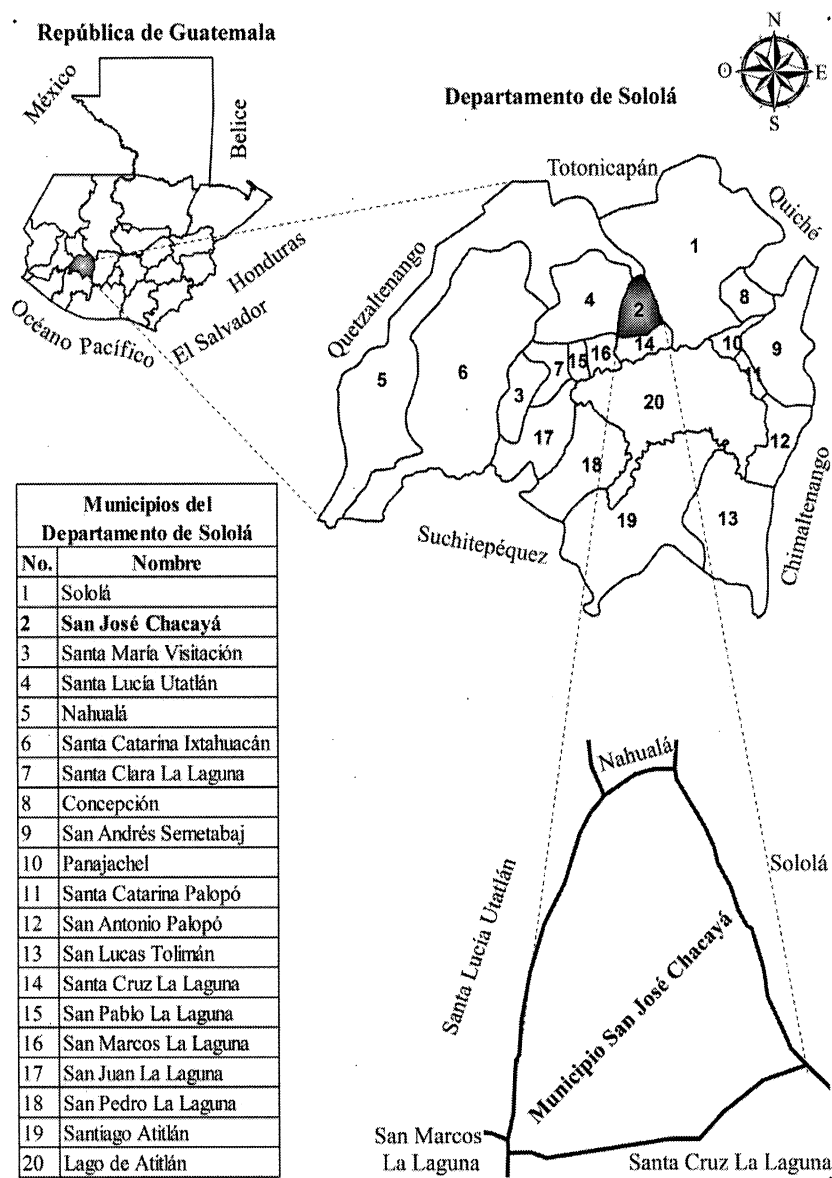 República de Guatemala
México
Belice
Honduras
El Salvador
Océano Pacífico
N
O
E
S
Departamento de Sololá
Totonicapán
Quiché
Quetzaltenango
Suchitepéquez
Chimaltenango
1
2
4
8
9
10
11
14
16
15
7
3
6
5
20
12
17
18
19
13
Municipios del
Departamento de Sololá
No. Nombre
1 Sololá
2 San José Chacayá
3 Santa María Visitación
4 Santa Lucía Utatlán
5 Nahualá
6 Santa Catarina Ixtahuacán
7 Santa Clara La Laguna
8 Concepción
9 San Andrés Semetabaj
10 Panajachel
11 Santa Catarina Palopó
12 San Antonio Palopó
13 San Lucas Tolimán
14 Santa Cruz La Laguna
15 San Pablo La Laguna
16 San Marcos La Laguna
17 San Juan La Laguna
18 San Pedro La Laguna
19 Santiago Atitlán
20 Lago de Atitlán
Nahualá
Sololá
Santa Lucía Utatlán
Municipio San José Chacayá
San Marcos
La Laguna
Santa Cruz La Laguna